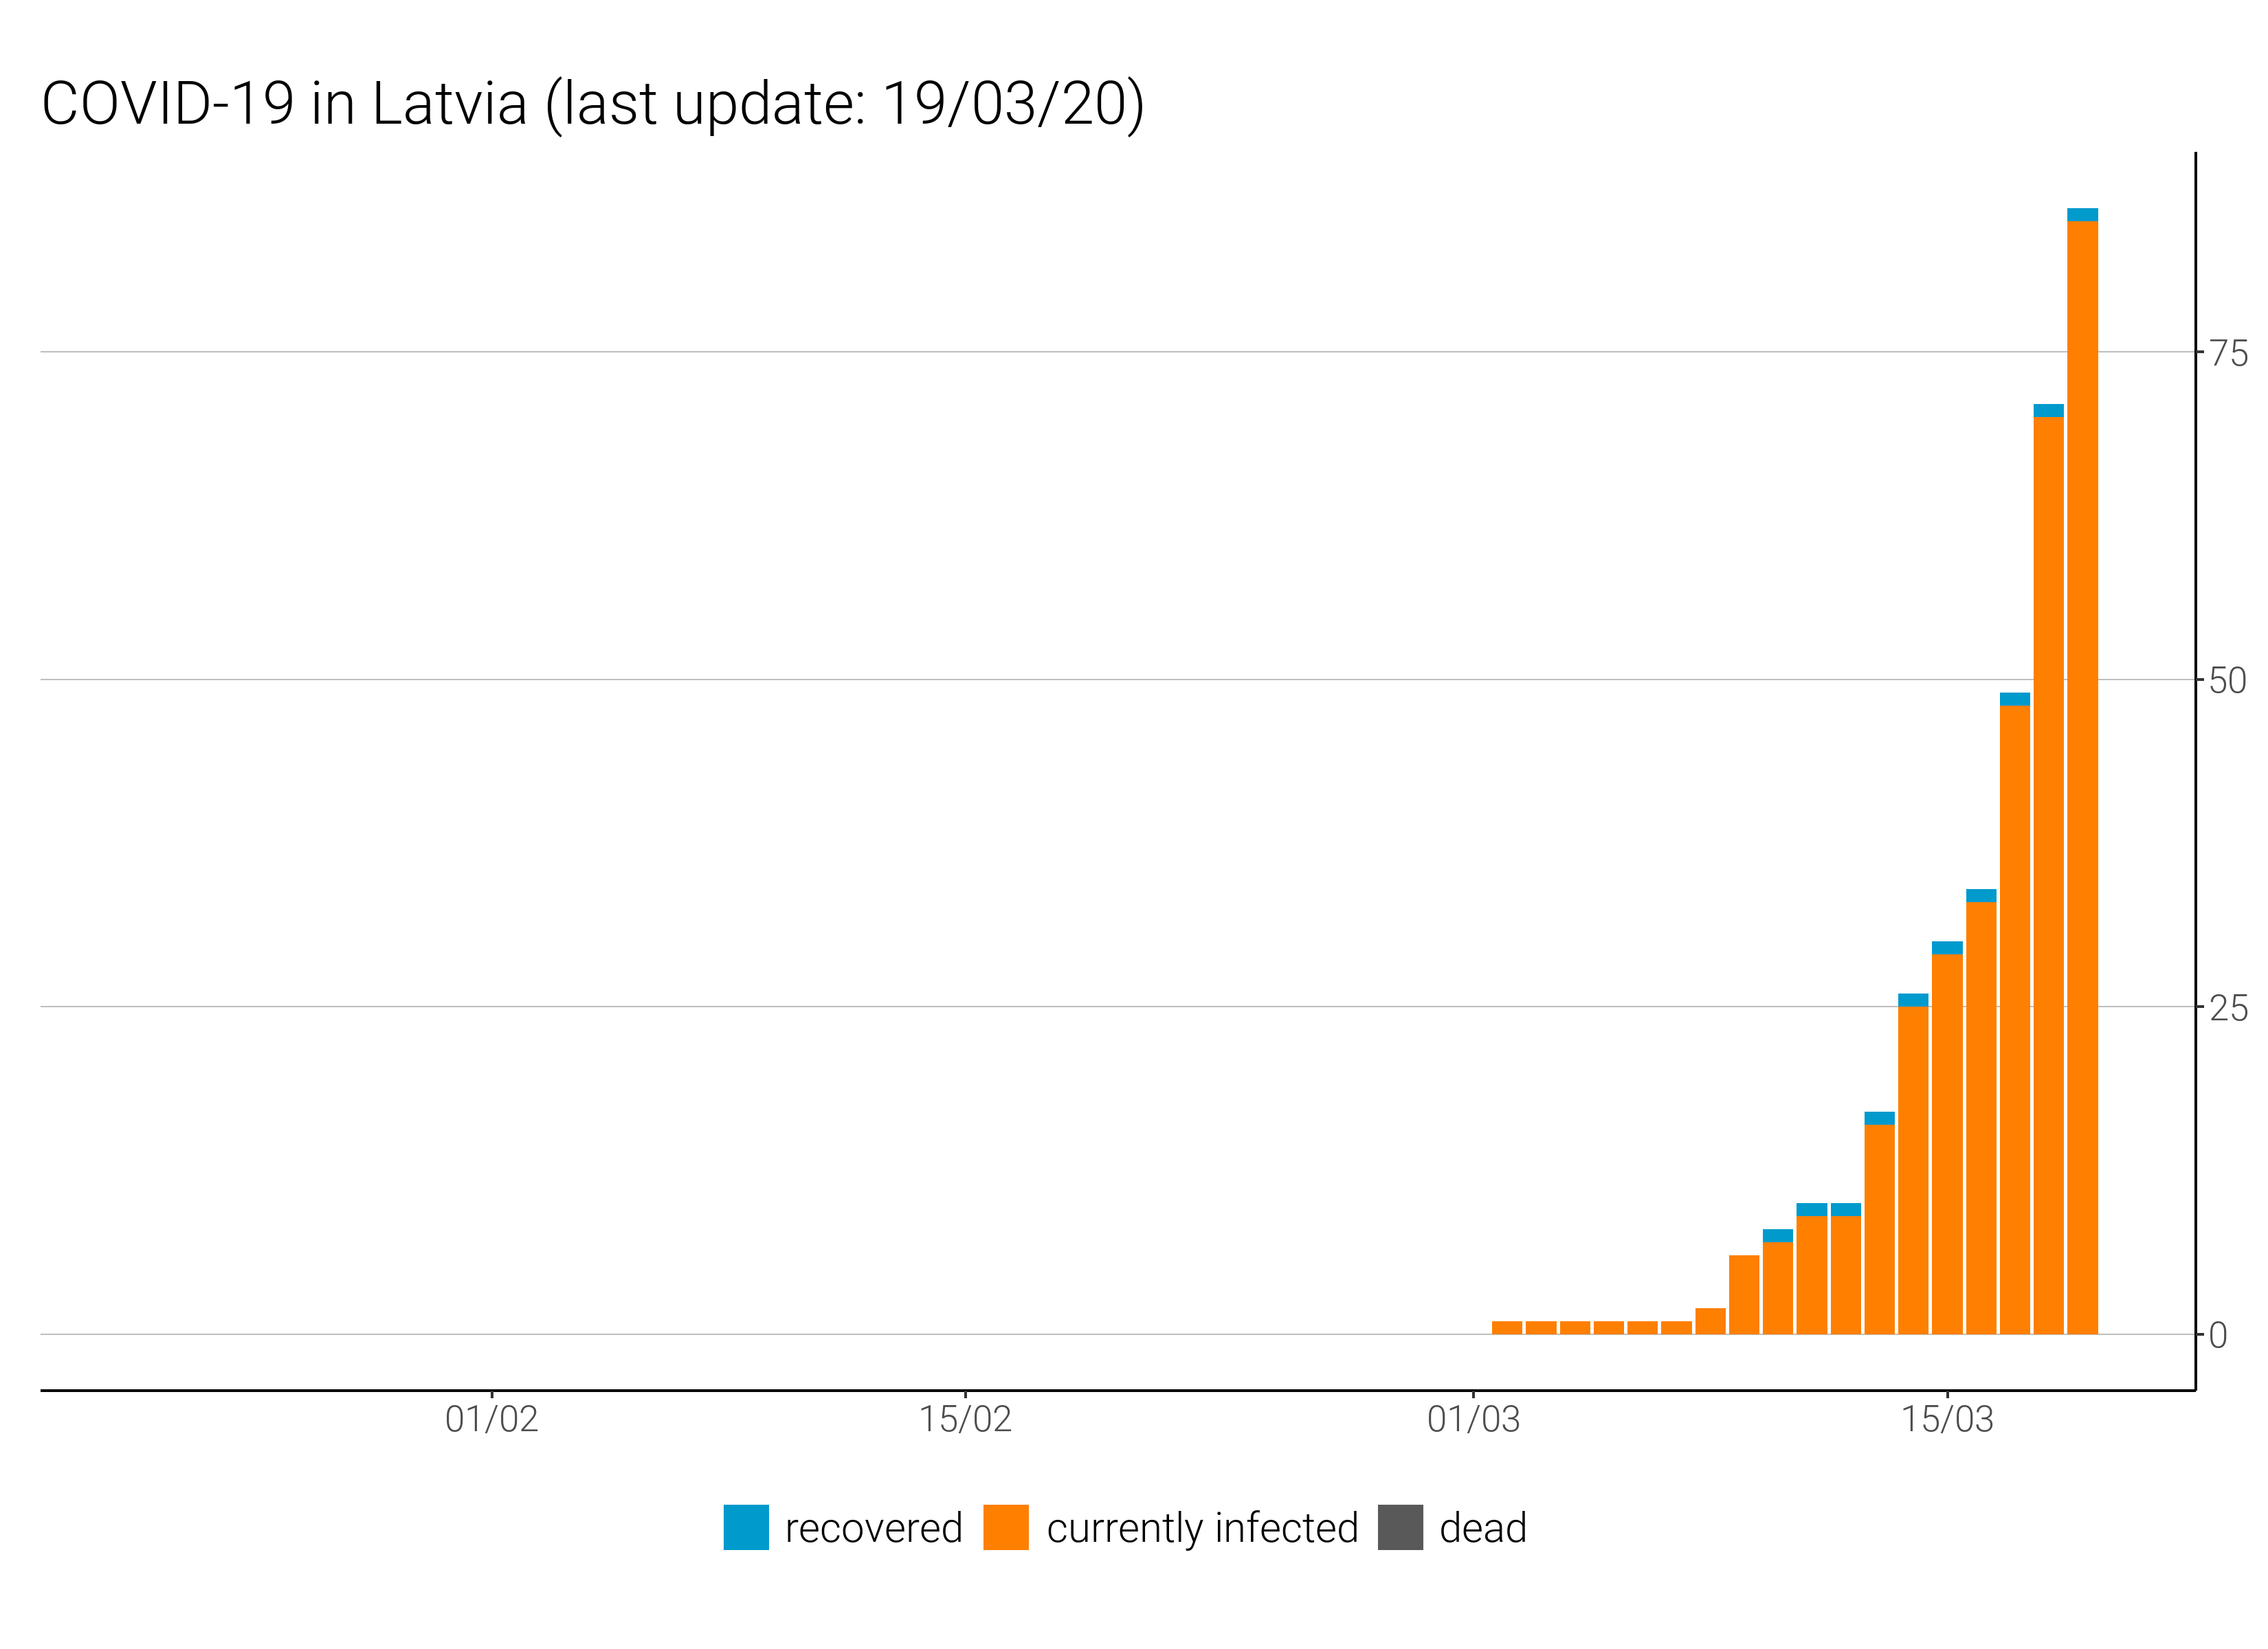 COVID-19 in Latvia (last update: 19/03/20)
75
50
25
0
01/02 15/02 01/03 15/03
recovered currently infected dead